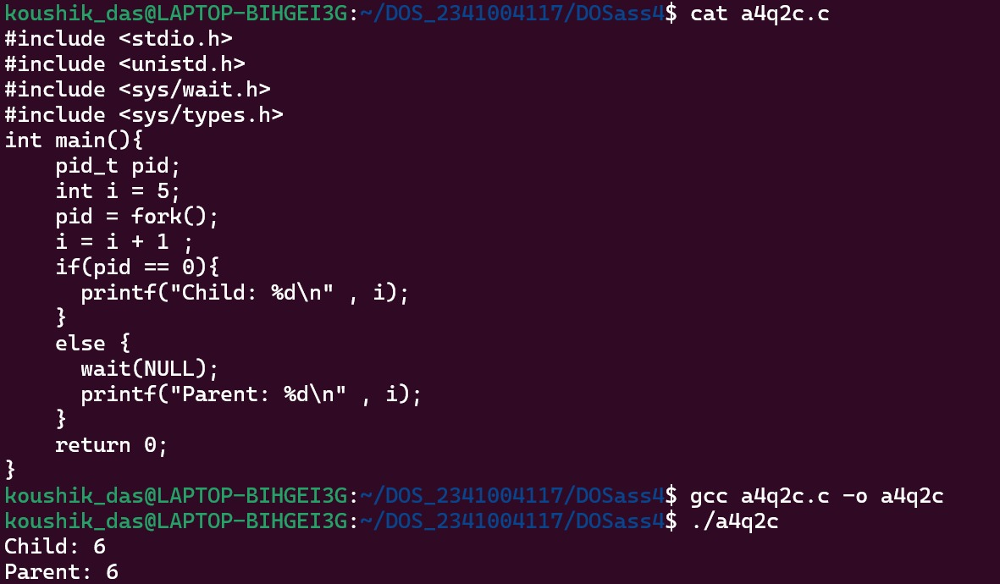 koushik_das@LAPTOP-BIHGEI3G:~/DOS_2341004117/DOSass4$ cat a4q2c.c
#include <stdio.h>
#include <unistd.h>
#include <sys/wait.h>
#include <sys/types.h>
int main(){
    pid_t pid;
    int i = 5;
    pid = fork();
    i = i + 1 ;
    if(pid == 0){
      printf("Child: %d\n" , i);
    }
    else {
      wait(NULL);
      printf("Parent: %d\n" , i);
    }
    return 0;
}
koushik_das@LAPTOP-BIHGEI3G:~/DOS_2341004117/DOSass4$ gcc a4q2c.c -o a4q2c
koushik_das@LAPTOP-BIHGEI3G:~/DOS_2341004117/DOSass4$ ./a4q2c
Child: 6
Parent: 6